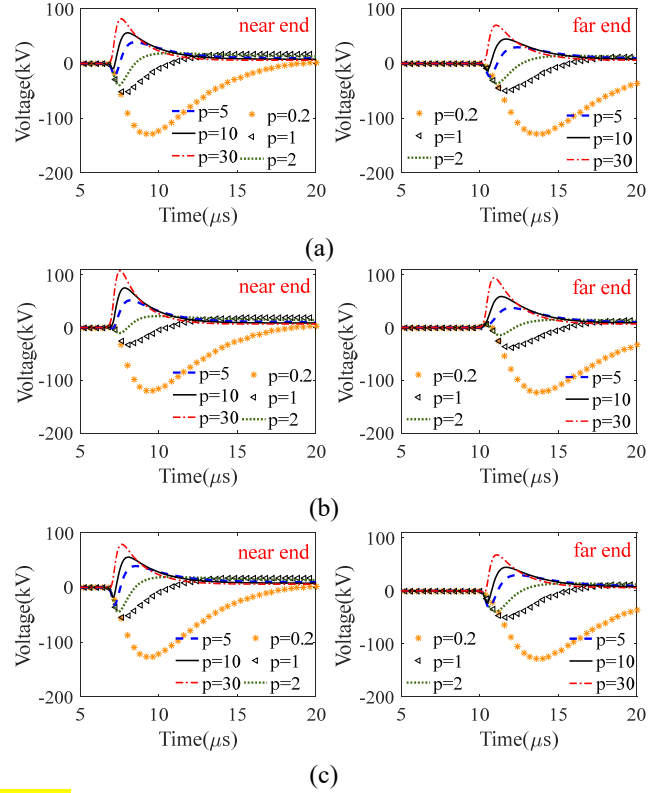 100
near end
0
-100
-200
Voltage(kV)
p=5
p=10
p=30
p=0.2
p=1
p=2
5 10 15 20
Time(μs)
100
far end
0
-100
-200
Voltage(kV)
p=0.2
p=1
p=2
p=5
p=10
p=30
5 10 15 20
Time(μs)
(a)
100
near end
0
-100
-200
Voltage(kV)
p=5
p=10
p=30
p=0.2
p=1
p=2
5 10 15 20
Time(μs)
100
far end
0
-100
-200
Voltage(kV)
p=0.2
p=1
p=2
p=5
p=10
p=30
5 10 15 20
Time(μs)
(b)
100
near end
0
-100
-200
Voltage(kV)
p=5
p=10
p=30
p=0.2
p=1
p=2
5 10 15 20
Time(μs)
100
far end
0
-100
-200
Voltage(kV)
p=0.2
p=1
p=2
p=5
p=10
p=30
5 10 15 20
Time(μs)
(c)